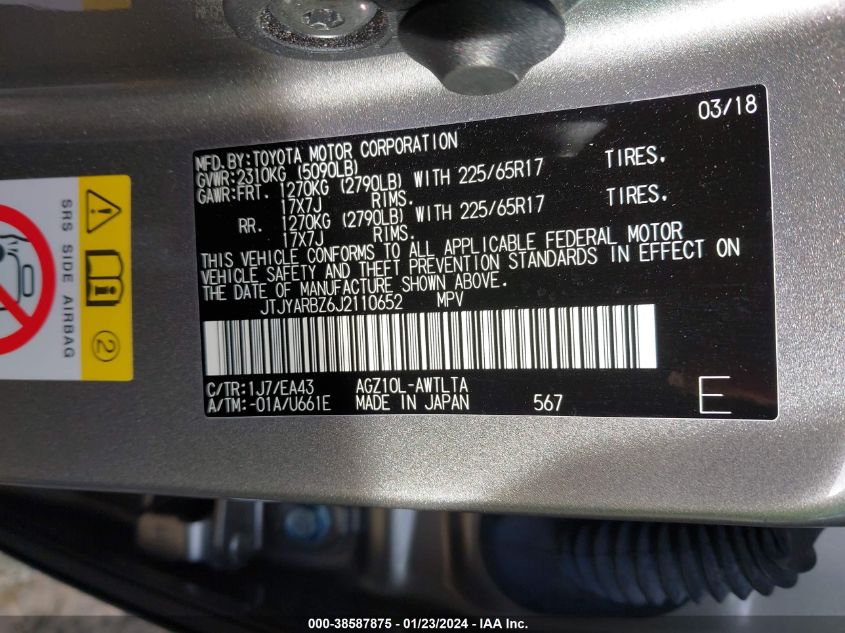 03/18
MFD. BY: TOYOTA MOTOR CORPORATION
GVWR: 2310KG (5090LB)
GAWR: FRT. 1270KG (2790LB) WITH 225/65R17 TIRES.
17X7J RIMS.
RR. 1270KG (2790LB) WITH 225/65R17 TIRES.
17X7J RIMS.
THIS VEHICLE CONFORMS TO ALL APPLICABLE FEDERAL MOTOR
VEHICLE SAFETY AND THEFT PREVENTION STANDARDS IN EFFECT ON
THE DATE OF MANUFACTURE SHOWN ABOVE.
JTJYARBZ6J2110652 MPV
C/TR: 1J7/EA43 AGZ10L-AWTLTA
A/TM: -01A/U661E MADE IN JAPAN 567 E
SRS SIDE AIRBAG
2
000-38587875 - 01/23/2024 - IAA Inc.